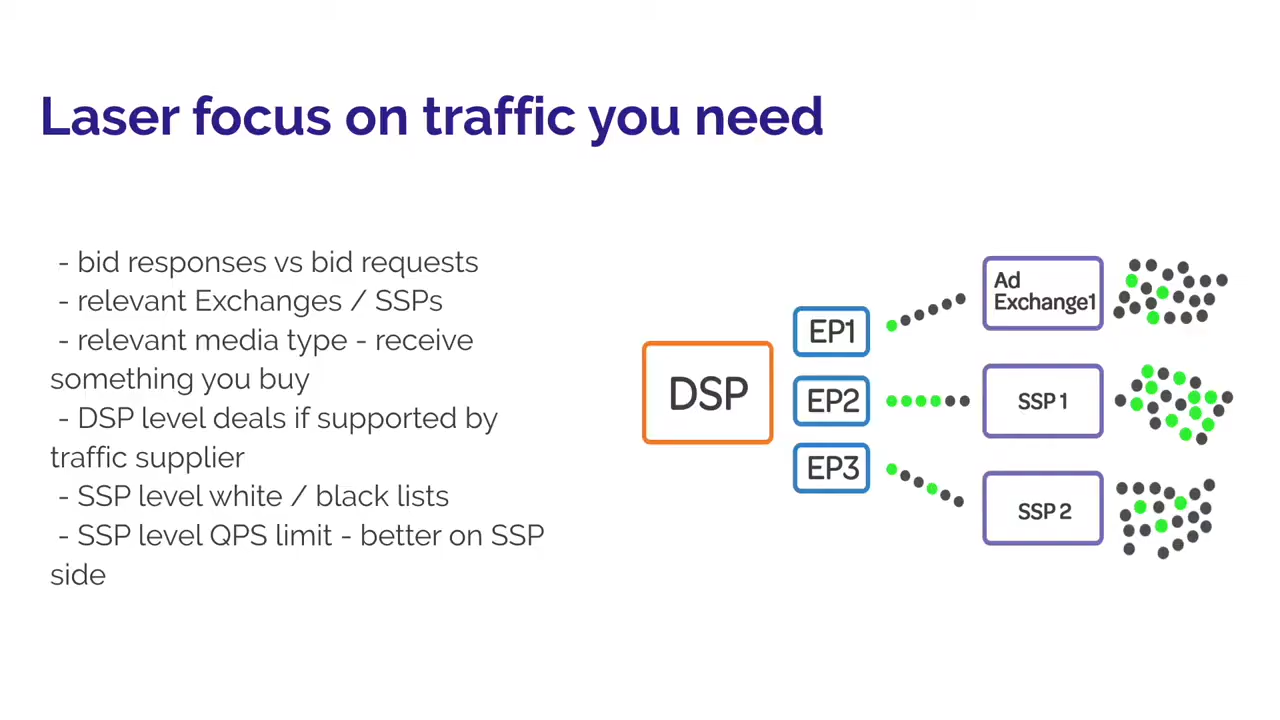 Laser focus on traffic you need
- bid responses vs bid requests
- relevant Exchanges / SSPs
- relevant media type - receive
something you buy
- DSP level deals if supported by
traffic supplier
- SSP level white / black lists
- SSP level QPS limit - better on SSP
side
DSP
EP1
EP2
EP3
Ad
Exchange1
SSP 1
SSP 2